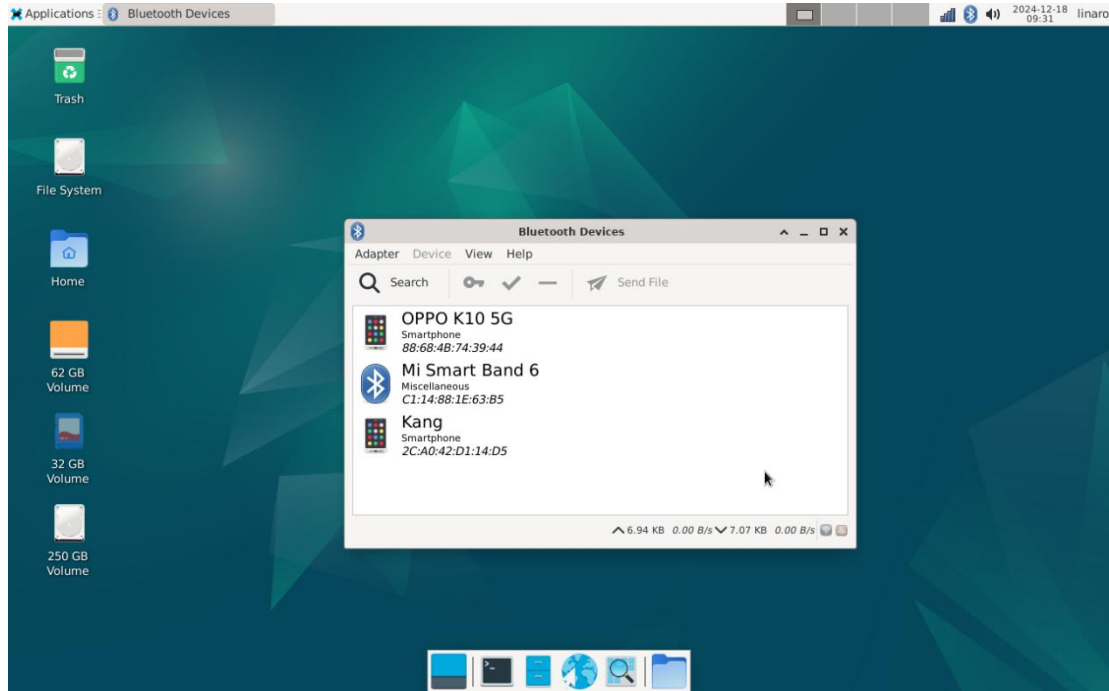 Applications
Bluetooth Devices
2024-12-18
09:31
linaro
Trash
File System
Home
62 GB
Volume
32 GB
Volume
250 GB
Volume
Bluetooth Devices
Adapter Device View Help
Search
Send File
OPPO K10 5G
Smartphone
88:68:4B:74:39:44
Mi Smart Band 6
Miscellaneous
C1:14:88:1E:63:B5
Kang
Smartphone
2C:A0:42:D1:14:D5
6.94 KB 0.00 B/s 7.07 KB 0.00 B/s